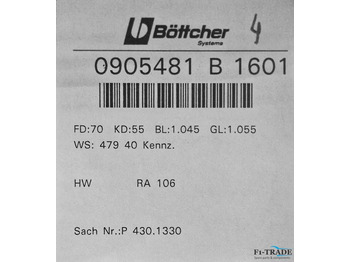 Böttcher 4
Systems
0905481 B 1601
FD:70 KD:55 BL:1.045 GL:1.055
WS: 479 40 Kennz.
HW RA 106
Sach Nr.:P 430.1330
Ft-TRADE